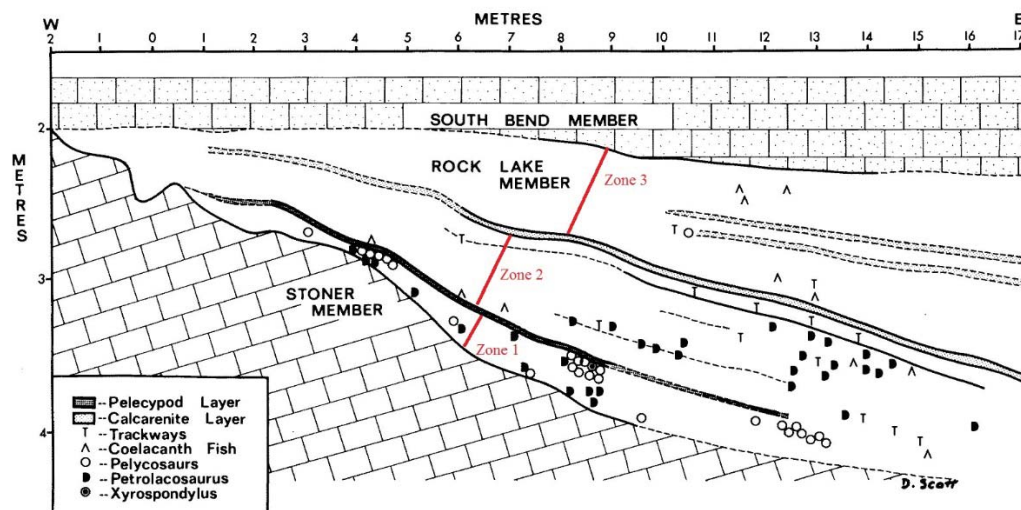 METRES
W E
2 1 0 1 2 3 4 5 6 7 8 9 10 11 12 13 14 15 16 17
METRES
2
3
4
SOUTH BEND MEMBER
ROCK LAKE
MEMBER
Zone 3
Zone 2
STONER
MEMBER
Zone 1
Pelecypod Layer
Calcarenite Layer
T -- Trackways
Λ -- Coelacanth Fish
-- Pelycosaurs
-- Petrolacosaurus
-- Xyrospondylus
D. Scott